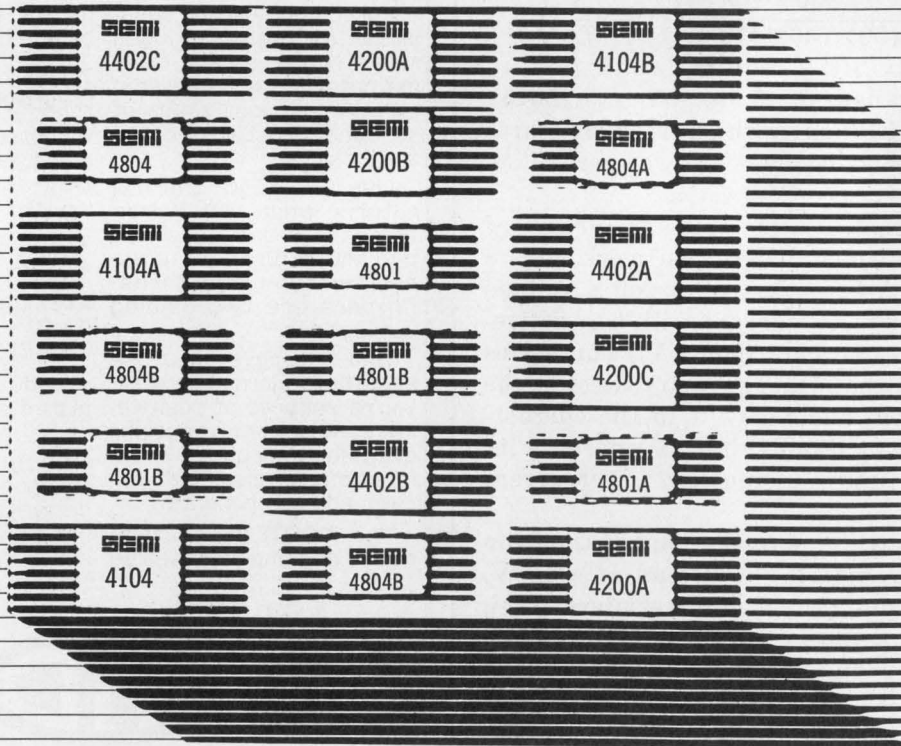 SEMI
4402C
SEMI
4200A
SEMI
4104B
SEMI
4804
SEMI
4200B
SEMI
4804A
SEMI
4104A
SEMI
4801
SEMI
4402A
SEMI
4804B
SEMI
4801B
SEMI
4200C
SEMI
4801B
SEMI
4402B
SEMI
4801A
SEMI
4104
SEMI
4804B
SEMI
4200A